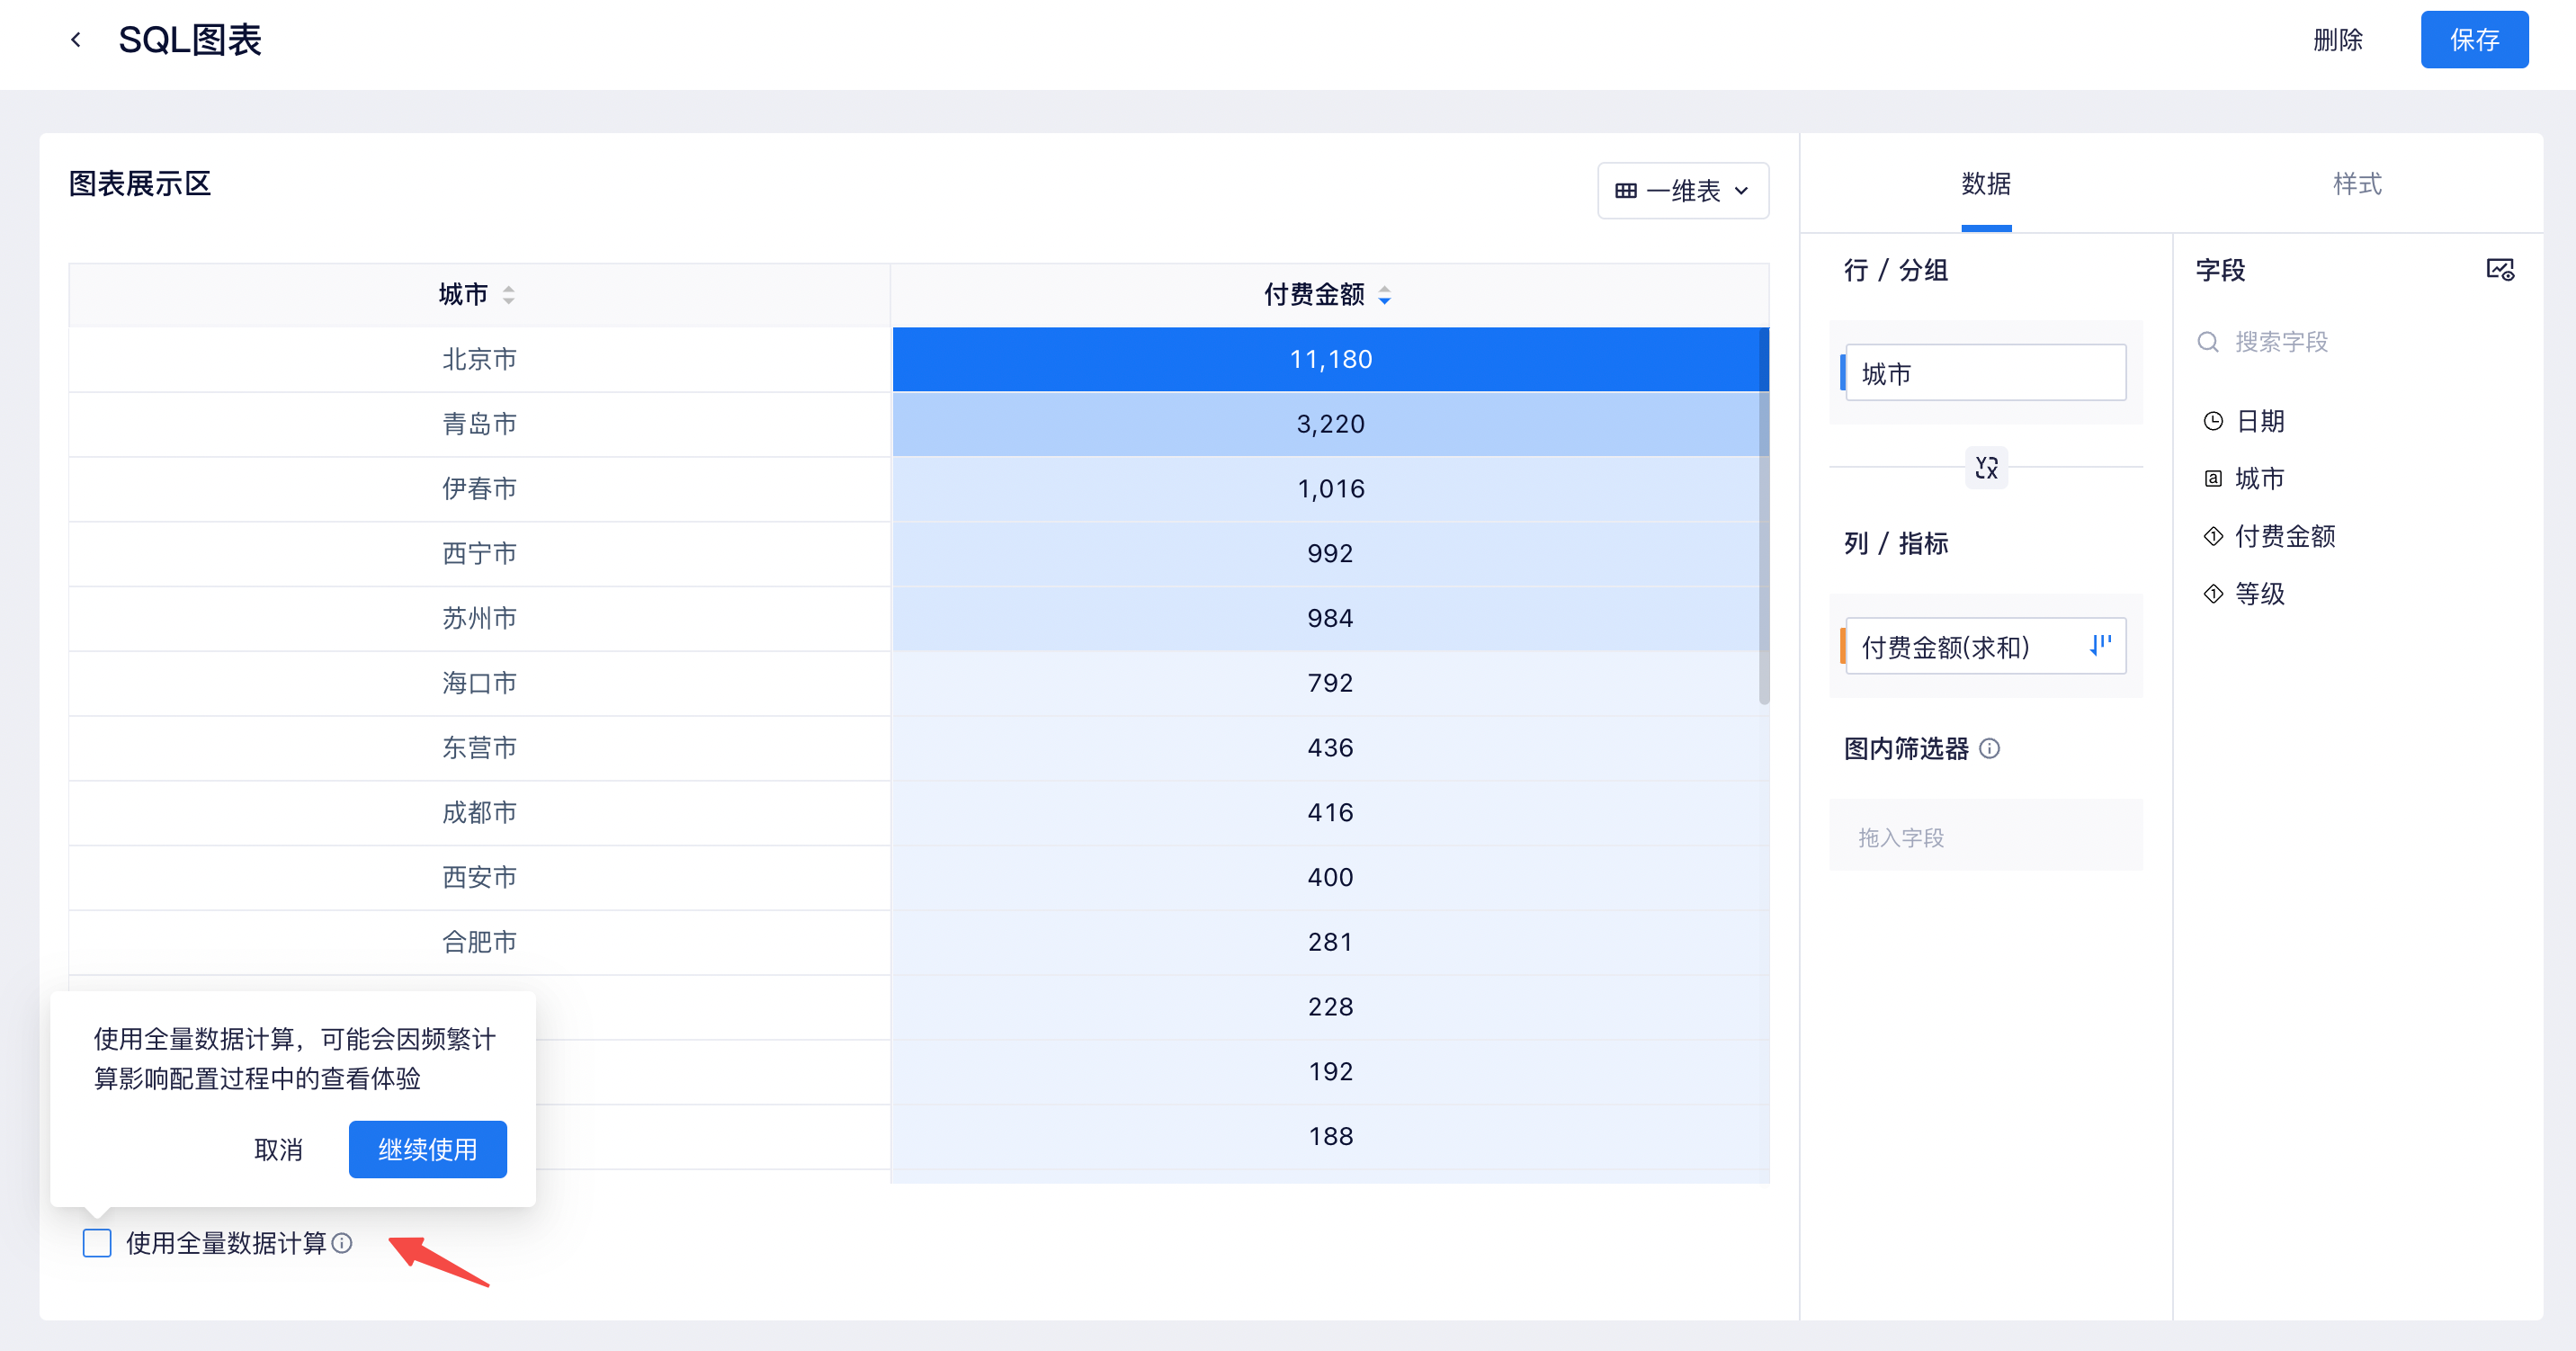 SQL图表
删除
保存
图表展示区
一维表
城市
付费金额
北京市
11,180
青岛市
3,220
伊春市
1,016
西宁市
992
苏州市
984
海口市
792
东营市
436
成都市
416
西安市
400
合肥市
281
228
192
188
使用全量数据计算，可能会因频繁计
算影响配置过程中的查看体验
取消
继续使用
使用全量数据计算
数据
样式
行 / 分组
城市
列 / 指标
付费金额(求和)
图内筛选器
拖入字段
字段
搜索字段
日期
城市
付费金额
等级